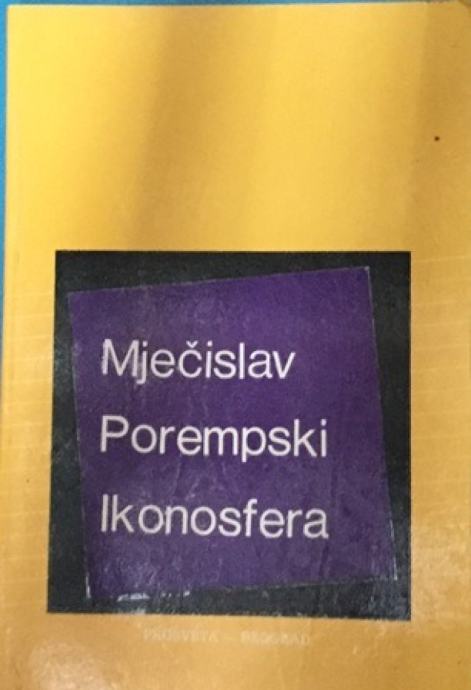 Mječislav
Porempski
Ikonosfera
PROSVETA — BEOGRAD